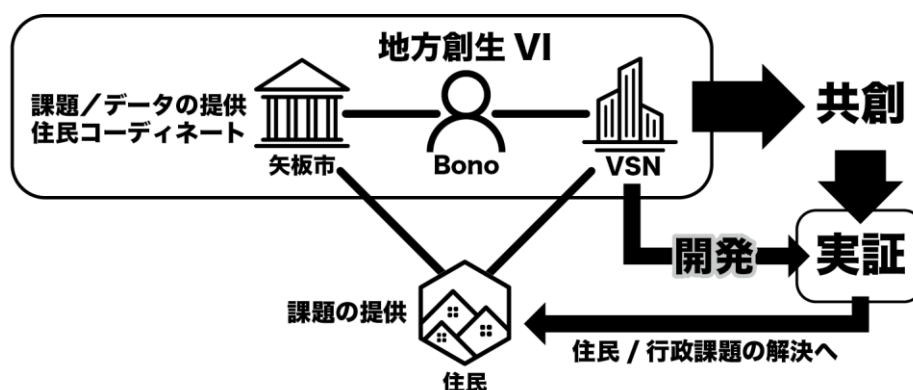 地方創生 VI
課題／データの提供
住民コーディネート
矢板市
Bono
VSN
共創
開発
実証
課題の提供
住民 / 行政課題の解決へ
住民